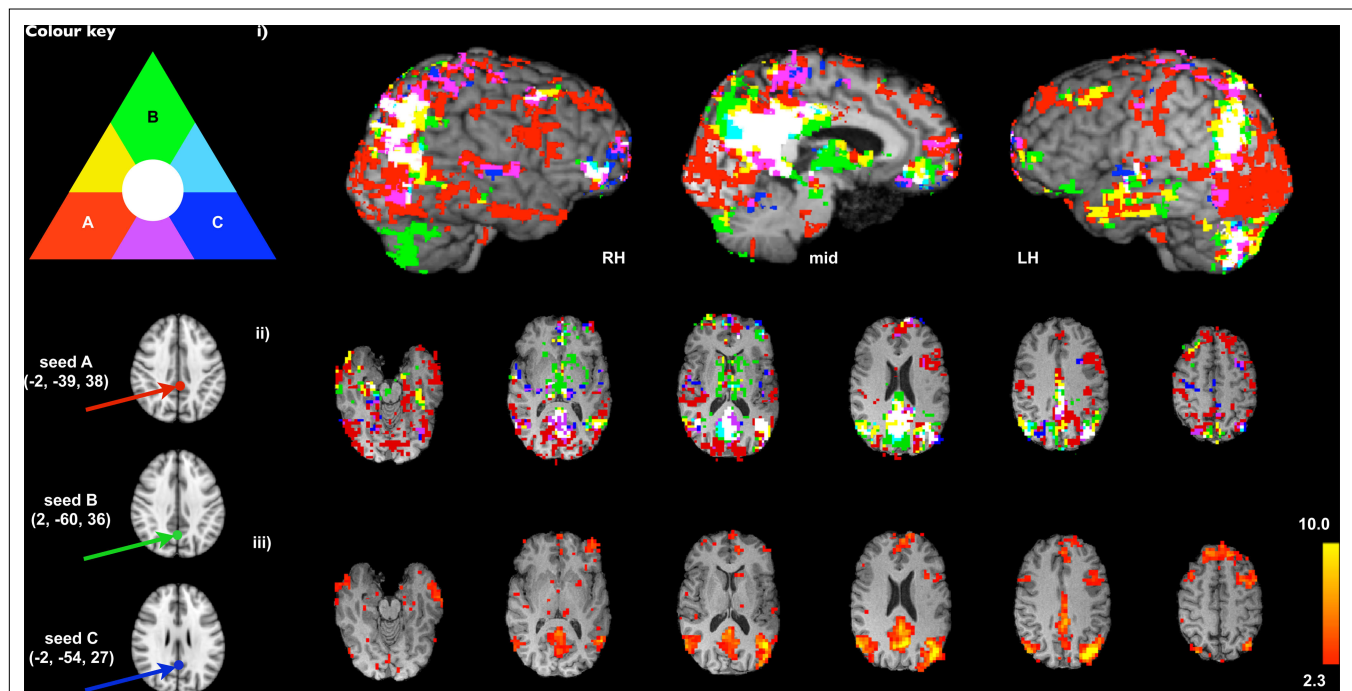 Colour key
i)
B
A
C
RH
mid
LH
ii)
seed A
(-2, -39, 38)
seed B
(2, -60, 36)
iii)
10.0
seed C
(-2, -54, 27)
2.3